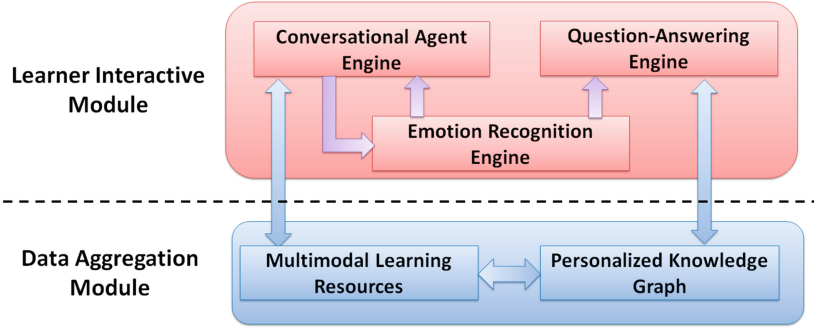 Learner Interactive
Module
Conversational Agent
Engine
Question-Answering
Engine
Emotion Recognition
Engine
Data Aggregation
Module
Multimodal Learning
Resources
Personalized Knowledge
Graph